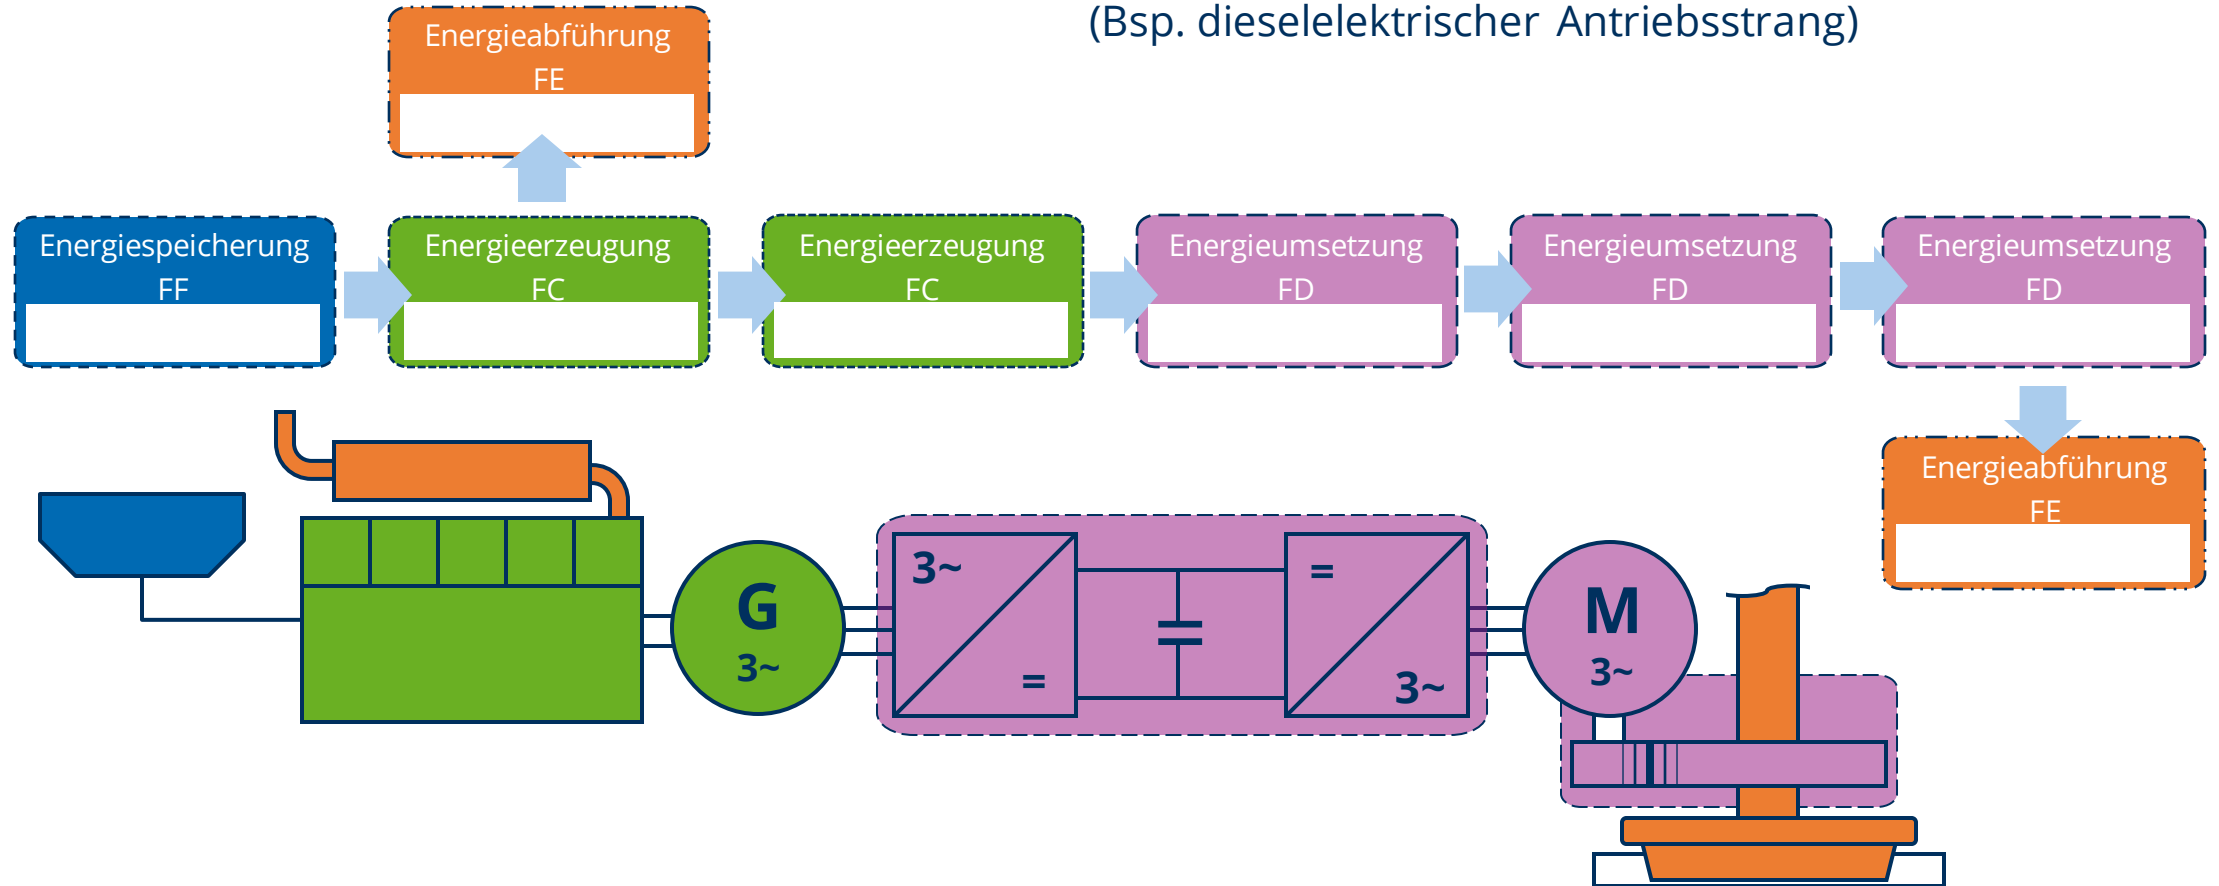 (Bsp. dieselelektrischer Antriebsstrang)
Energieabführung
FE
Energiespeicherung
FF
Energieerzeugung
FC
Energieerzeugung
FC
Energieumsetzung
FD
Energieumsetzung
FD
Energieumsetzung
FD
Energieabführung
FE
G
3~
3~
=
=
3~
M
3~